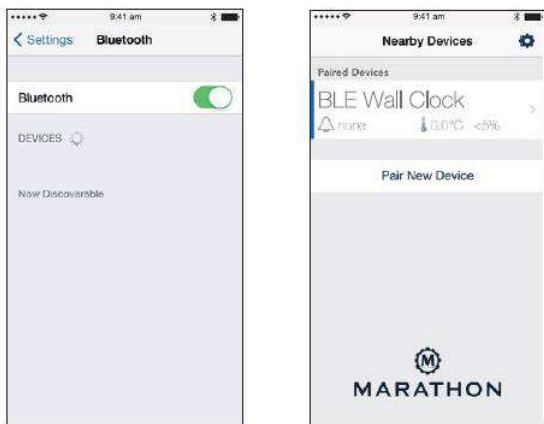 9:41 am
Settings
Bluetooth
Bluetooth
DEVICES
Now Discoverable
9:41 am
Nearby Devices
Paired Devices
BLE Wall Clock
none 0.0°C <5%
Pair New Device
M
MARATHON